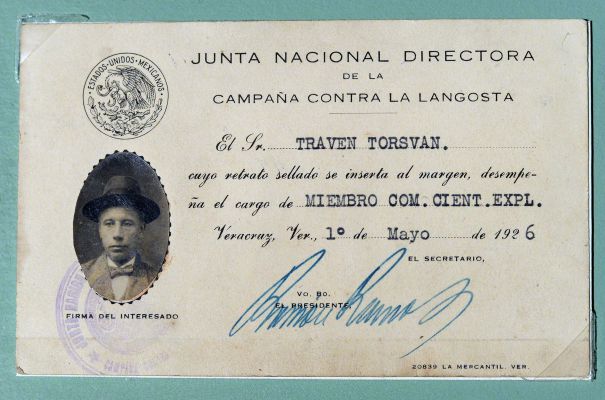 ESTADOS·UNIDOS·MEXICANOS
JUNTA NACIONAL DIRECTORA
DE LA
CAMPAÑA CONTRA LA LANGOSTA
El Sr. TRAVEN TORSVAN.
cuyo retrato sellado se inserta al margen, desempe-
ña el cargo de MIEMBRO COM.CIENT.EXPL.
Veracruz, Ver., 1º de Mayo de 1926
EL SECRETARIO,
Vo. Bo.
EL PRESIDENTE,
FIRMA DEL INTERESADO
20839 LA MERCANTIL. VER.